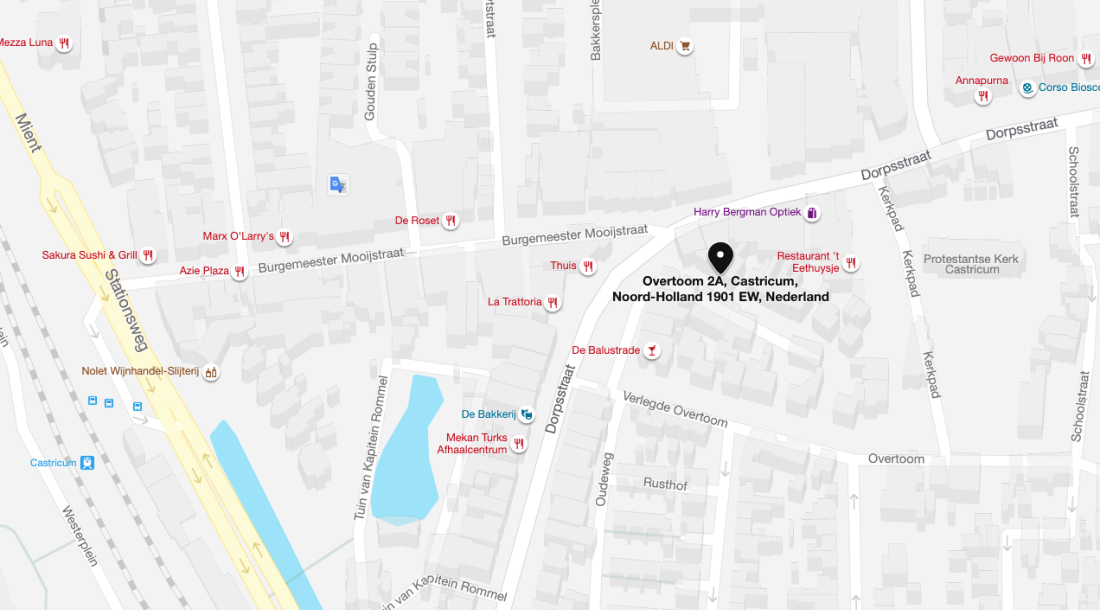 Mezza Luna
Mient
Gouden Stulp
Bakkersplein
ALDI
Gewoon Bij Roon
Annapurna
Corso Biosco
Dorpsstraat
Dorpsstraat
Schoolstraat
Kerkpad
Harry Bergman Optiek
De Roset
Marx O'Larry's
Burgemeester Mooijstraat
Burgemeester Mooijstraat
Sakura Sushi & Grill
Azie Plaza
Thuis
Restaurant 't
Eethuysje
Kerkpad
Protestantse Kerk
Castricum
Overtoom 2A, Castricum,
Noord-Holland 1901 EW, Nederland
La Trattoria
Stationsweg
De Balustrade
Nolet Wijnhandel-Slijterij
Kerkpad
Dorpsstraat
Verlegde Overtoom
Schoolstraat
De Bakkerij
Mekan Turks
Afhaalcentrum
Tuin van Kapitein Rommel
Castricum
Overtoom
Oudeweg
Rusthof
Westerplein
Tuin van Kapitein Rommel